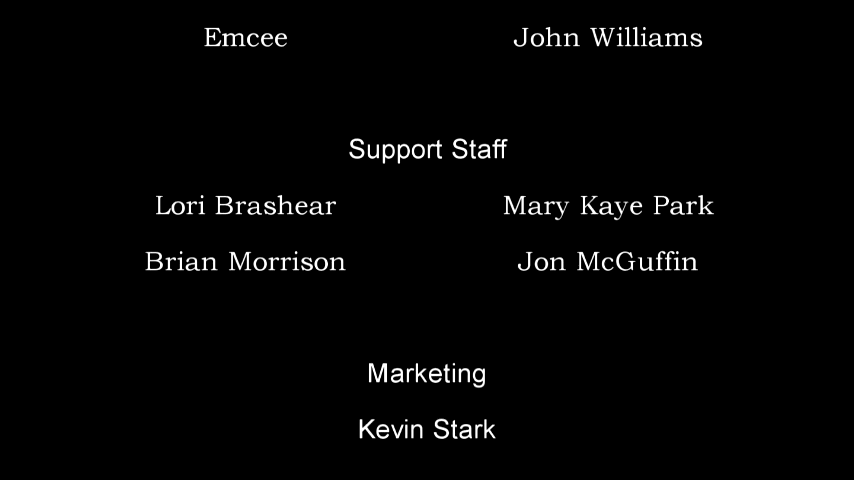 Emcee John Williams
Support Staff
Lori Brashear Mary Kaye Park
Brian Morrison Jon McGuffin
Marketing
Kevin Stark